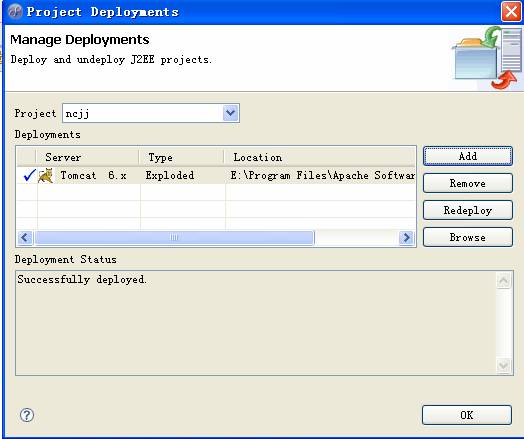 Project Deployments
Manage Deployments
Deploy and undeploy J2EE projects.
Project ncjj
Deployments
Server Type Location
Tomcat 6.x Exploded E:\Program Files\Apache Softwar
Add
Remove
Redeploy
Browse
Deployment Status
Successfully deployed.
?
OK